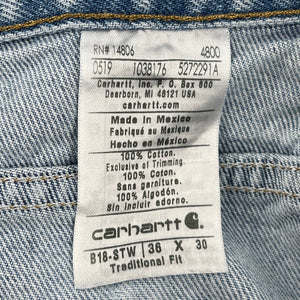 RN# 14806 4800
0519 1038176 5272291A
Carhartt, Inc. P.O. Box 600
Dearborn, MI 48121 USA
carhartt.com
Made in Mexico
Fabriqué au Mexique
Hecho en México
100% Cotton.
Exclusive of Trimming.
100% Coton.
Sans garniture.
100% Algodón.
Sin incluir adornos.
carhartt
B18-STW 36 X 30
Traditional Fit